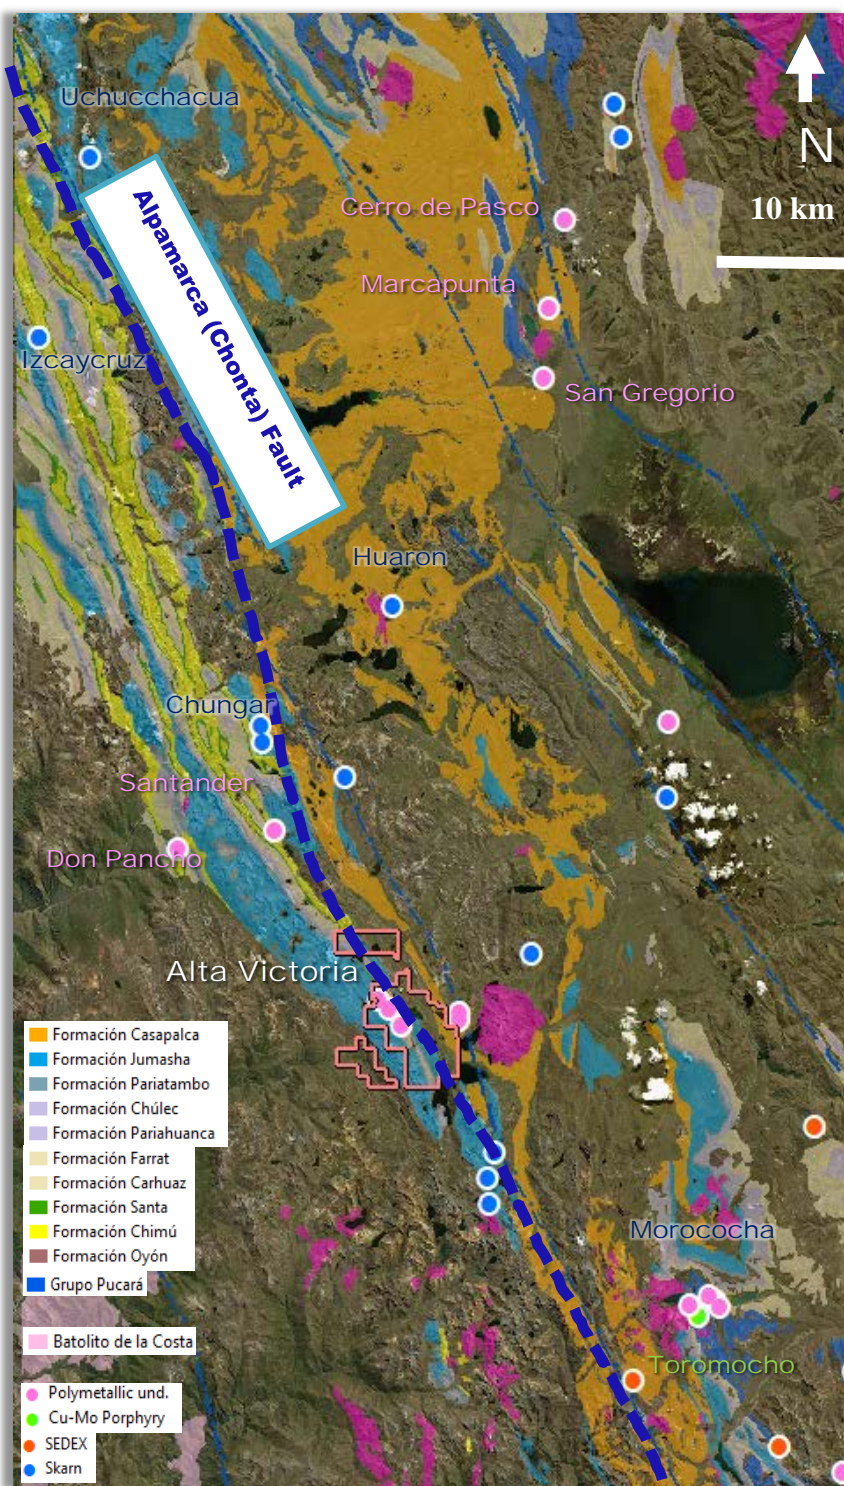 Uchucchacua
N
Cerro de Pasco
10 km
Alpamarca (Chonta) Fault
Marcapunta
Izcaycruz
San Gregorio
Huaron
Chungar
Santander
Don Pancho
Alta Victoria
Formación Casapalca
Formación Jumasha
Formación Pariatambo
Formación Chúlec
Formación Pariahuanca
Formación Farrat
Formación Carhuaz
Formación Santa
Formación Chimú
Formación Oyón
Grupo Pucará
Batolito de la Costa
Polymetallic und.
Cu-Mo Porphyry
SEDEX
Skarn
Morococha
Toromocho